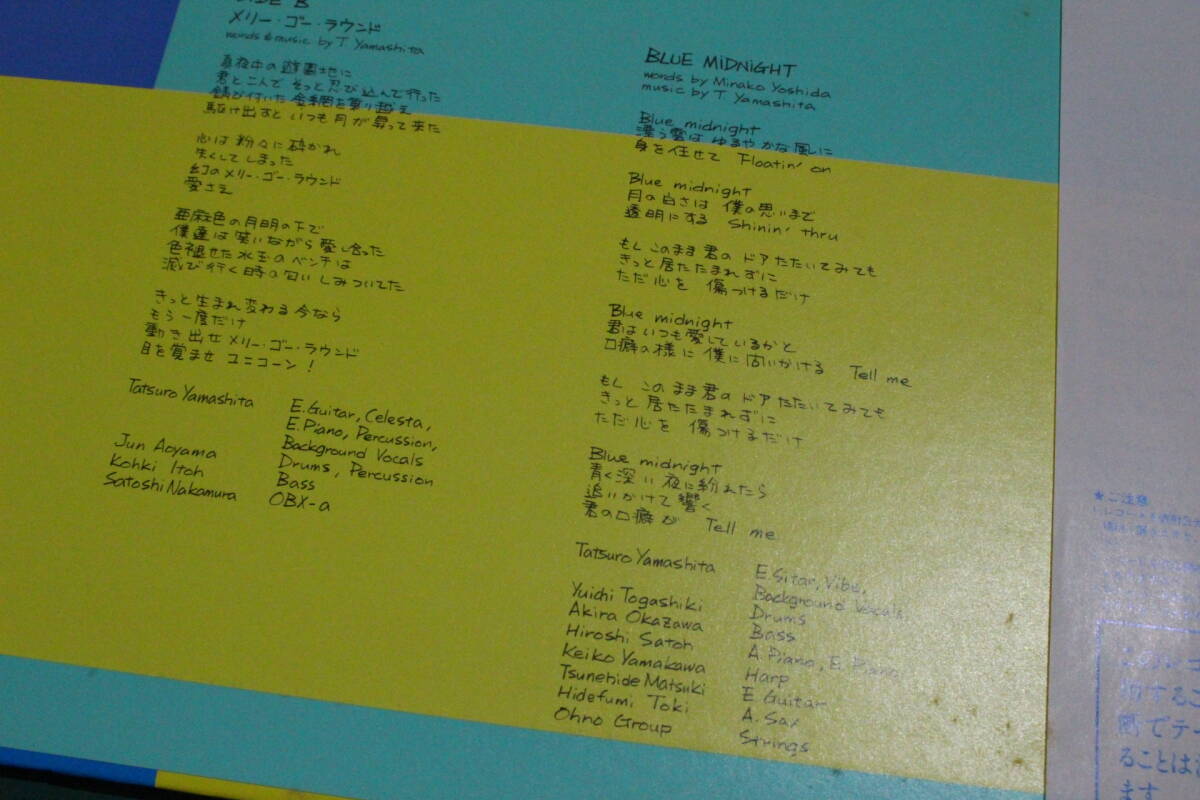 SIDE B
メリー・ゴー・ラウンド
words & music by T Yamashita
真夜中の遊園地に
君と二人で そっと忍び込んで行った
錆び付いた金網を乗り越え
駆け出すと いつも月が昇って来た
心は粉々に砕かれ
失くしてしまった
幻のメリー・ゴー・ラウンド
愛さえ
亜麻色の月明の下で
僕達は笑いながら愛し合った
色褪せた水玉のベンチは
滅び行く時の匂い しみついてた
きっと生まれ変わる今なら
もう一度だけ
動き出せ メリー・ゴー・ラウンド
目を覚ませ ユニコーン!
Tatsuro Yamashita E.Guitar, Celesta,
E.Piano, Percussion,
Background Vocals
Jun Aoyama Drums, Percussion
Kohki Itoh Bass
Satoshi Nakamura OBX-a
BLUE MIDNIGHT
words by Minako Yoshida
music by T Yamashita
Blue midnight
漂う雲は ゆるやかな風に
身を任せて Floatin' on
Blue midnight
月の白さは 僕の思いまで
透明にする Shinin' thru
もし このまま君の ドアたたいてみても
きっと居たたまれずに
ただ心を 傷つけるだけ
Blue midnight
君はいつも愛しているかと
口癖の様に僕に問いかける Tell me
もし このまま君の ドアたたいてみても
きっと居たたまれずに
ただ心を 傷つけるだけ
Blue midnight
青く深い夜に紛れたら
追いかけて響く
君の口癖が Tell me
Tatsuro Yamashita E.Sitar, Vibe,
Background Vocals,
Yuichi Togashiki Drums
Akira Okazawa Bass
Hiroshi Satoh A.Piano, E.Piano
Keiko Yamakawa Harp
Tsunehide Matsuki E Guitar
Hidefumi Toki A. Sax
Ohno Group Strings
★ご注意
このレコ
ることは
ます